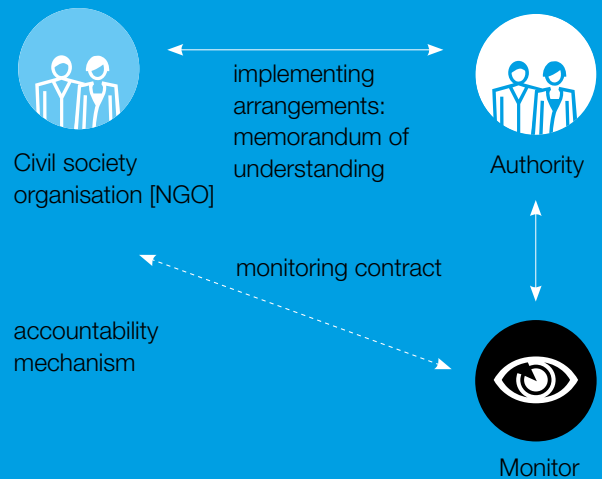 implementing
arrangements:
memorandum of
understanding
Civil society
organisation [NGO]
Authority
monitoring contract
accountability
mechanism
Monitor